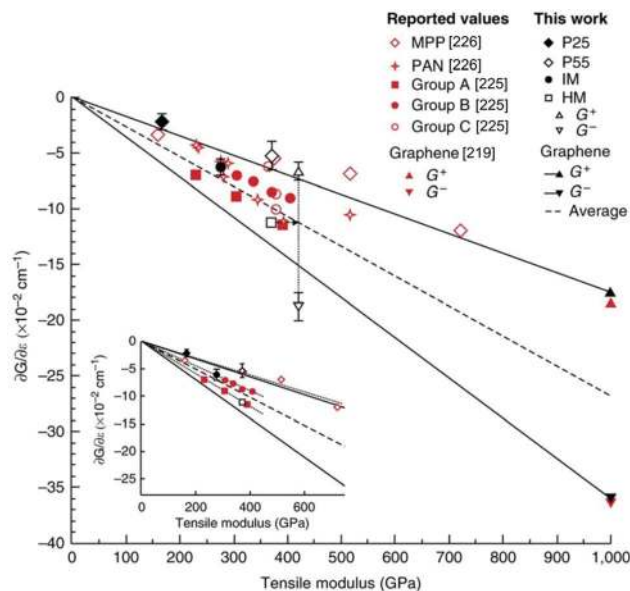 Reported values
MPP [226]
PAN [226]
Group A [225]
Group B [225]
Group C [225]
Graphene [219]
G⁺
G⁻
This work
P25
P55
IM
HM
G⁺
G⁻
Graphene
G⁺
G⁻
Average
∂G/∂ε (×10⁻² cm⁻¹)
0
−5
−10
−15
−20
−25
−30
−35
−40
0
100
200
300
400
500
600
700
800
900
1,000
Tensile modulus (GPa)
∂G/∂ε (×10⁻² cm⁻¹)
0
−5
−10
−15
−20
−25
0
200
400
600
Tensile modulus (GPa)